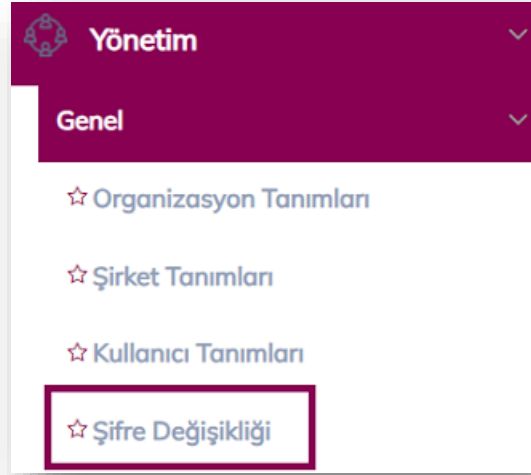 Yönetim
Genel
Organizasyon Tanımları
Şirket Tanımları
Kullanıcı Tanımları
Şifre Değişikliği